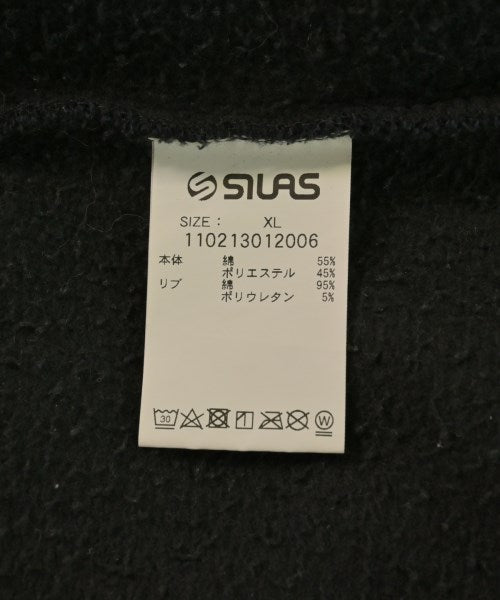 SILAS
SIZE: XL
110213012006
本体 綿 55%
ポリエステル 45%
リブ 綿 95%
ポリウレタン 5%
30 W